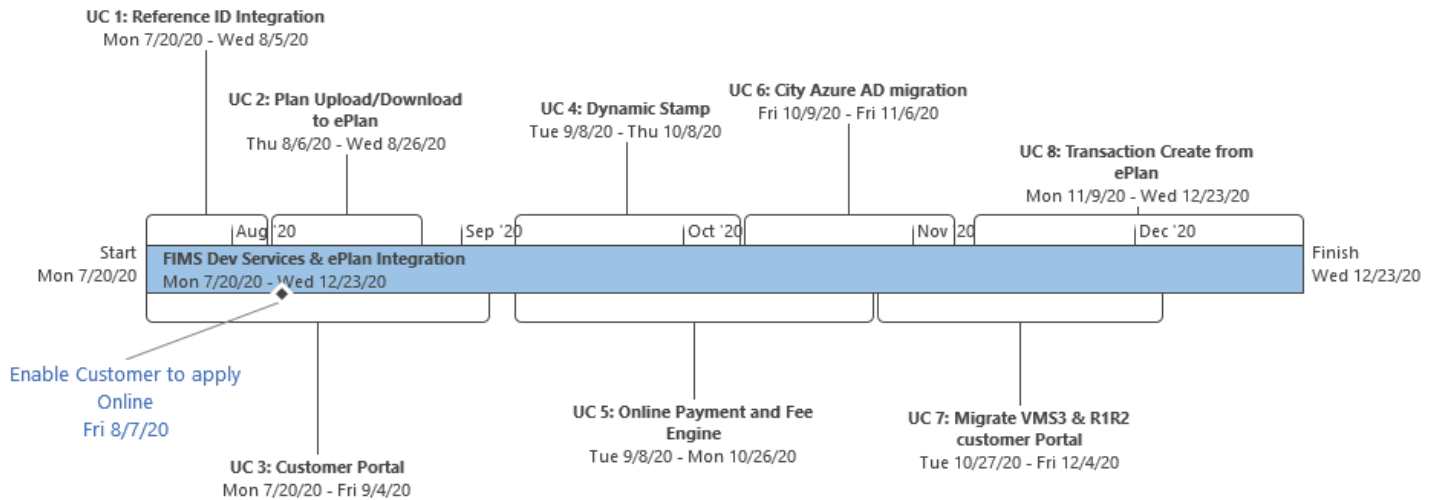 UC 1: Reference ID Integration
Mon 7/20/20 - Wed 8/5/20
UC 2: Plan Upload/Download
to ePlan
Thu 8/6/20 - Wed 8/26/20
UC 4: Dynamic Stamp
Tue 9/8/20 - Thu 10/8/20
UC 6: City Azure AD migration
Fri 10/9/20 - Fri 11/6/20
UC 8: Transaction Create from
ePlan
Mon 11/9/20 - Wed 12/23/20
Aug '20
Sep '20
Oct '20
Nov '20
Dec '20
Start
Mon 7/20/20
FIMS Dev Services & ePlan Integration
Mon 7/20/20 - Wed 12/23/20
Finish
Wed 12/23/20
Enable Customer to apply
Online
Fri 8/7/20
UC 3: Customer Portal
Mon 7/20/20 - Fri 9/4/20
UC 5: Online Payment and Fee
Engine
Tue 9/8/20 - Mon 10/26/20
UC 7: Migrate VMS3 & R1R2
customer Portal
Tue 10/27/20 - Fri 12/4/20